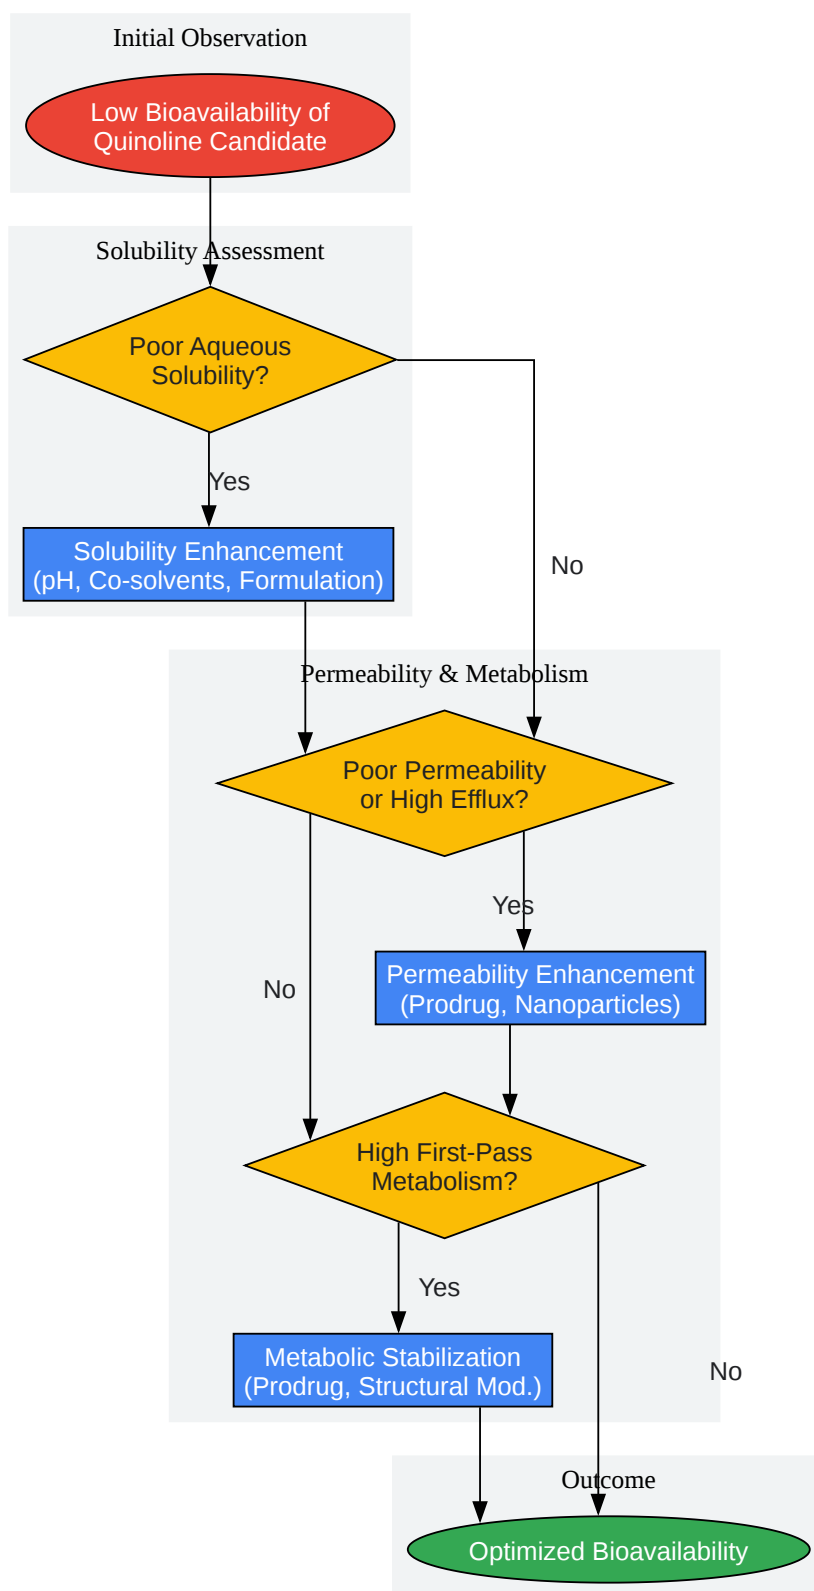 Initial Observation
Low Bioavailability of
Quinoline Candidate
Solubility Assessment
Poor Aqueous
Solubility?
Yes
Solubility Enhancement
(pH, Co-solvents, Formulation)
No
Permeability & Metabolism
Poor Permeability
or High Efflux?
Yes
Permeability Enhancement
(Prodrug, Nanoparticles)
No
High First-Pass
Metabolism?
Yes
Metabolic Stabilization
(Prodrug, Structural Mod.)
No
Outcome
Optimized Bioavailability